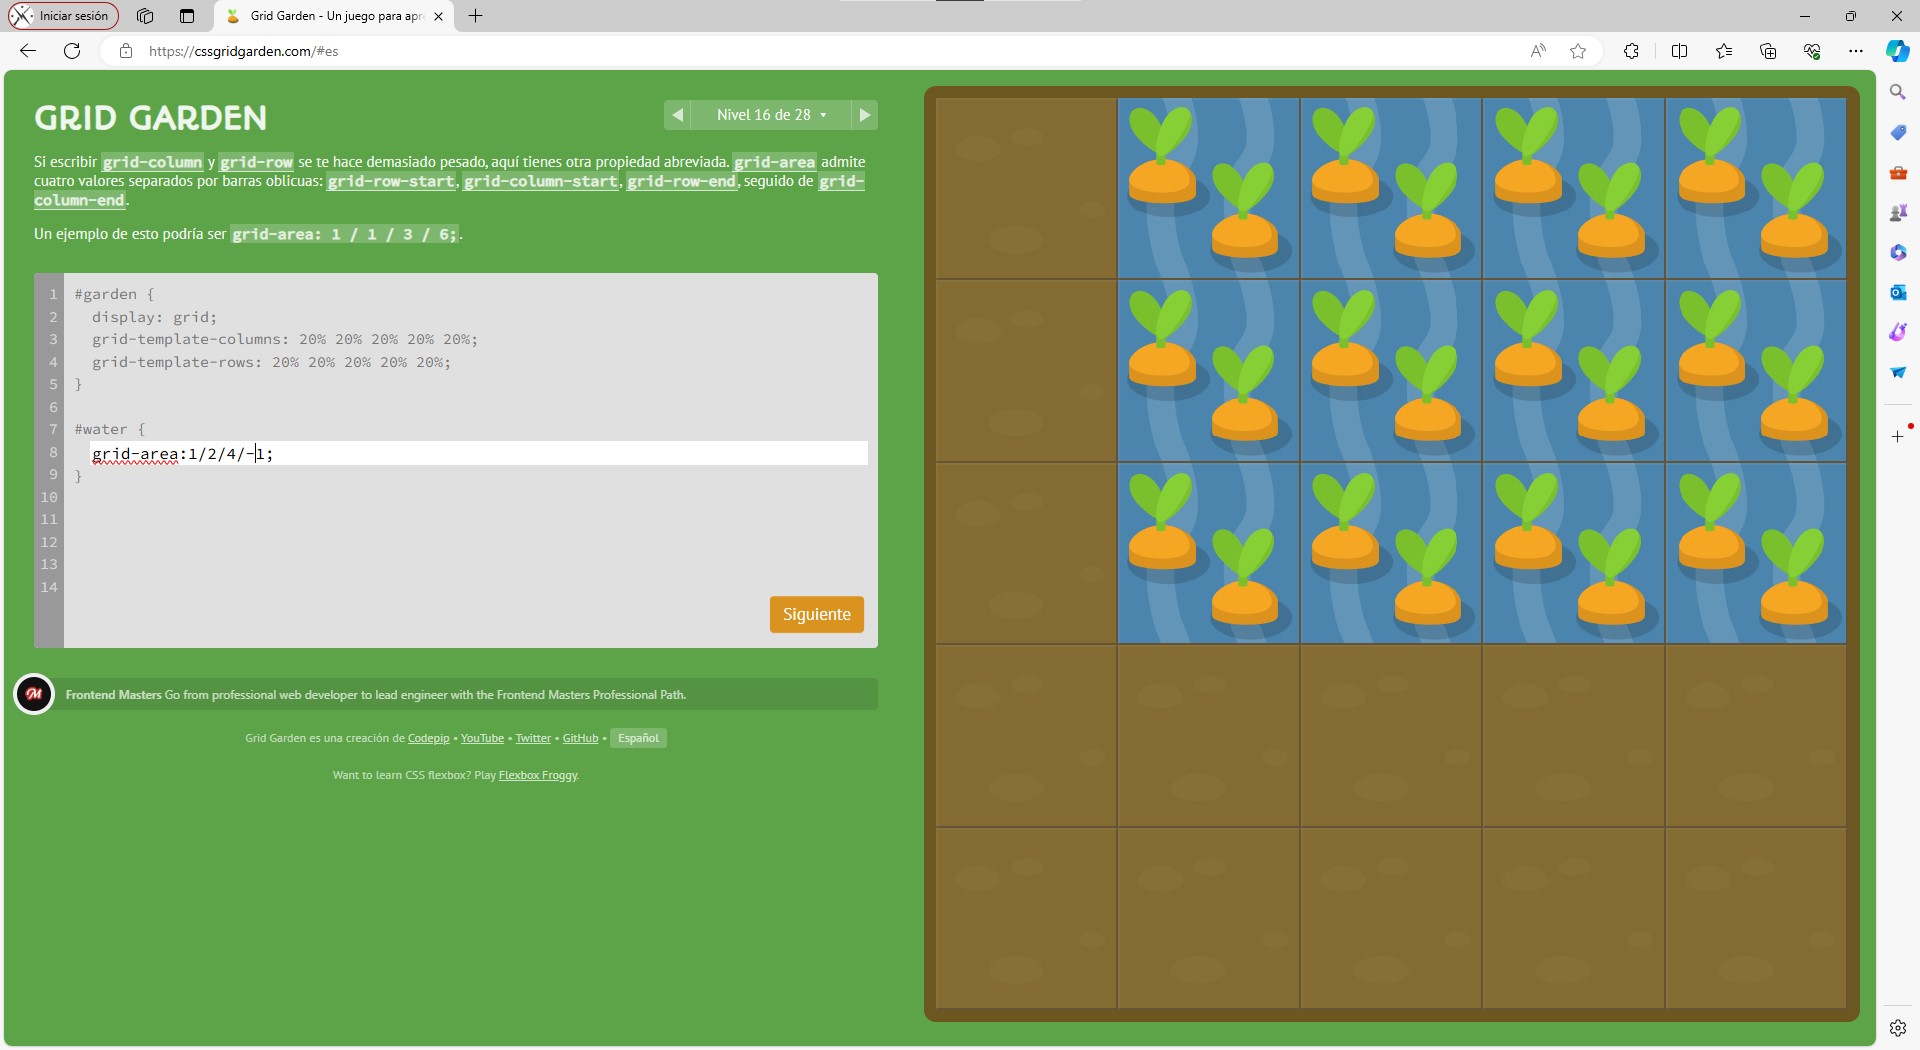 Iniciar sesión
Grid Garden - Un juego para apr
https://cssgridgarden.com/#es
GRID GARDEN
Nivel 16 de 28
Si escribir grid-column y grid-row se te hace demasiado pesado, aquí tienes otra propiedad abreviada. grid-area admite
cuatro valores separados por barras oblicuas: grid-row-start, grid-column-start, grid-row-end, seguido de grid-
column-end.
Un ejemplo de esto podría ser grid-area: 1 / 1 / 3 / 6;.
1 #garden {
2 display: grid;
3 grid-template-columns: 20% 20% 20% 20% 20%;
4 grid-template-rows: 20% 20% 20% 20% 20%;
5 }
6
7 #water {
8 grid-area:1/2/4/-1;
9 }
10
11
12
13
14
Siguiente
Frontend Masters Go from professional web developer to lead engineer with the Frontend Masters Professional Path.
Grid Garden es una creación de Codepip • YouTube • Twitter • GitHub • Español
Want to learn CSS flexbox? Play Flexbox Froggy.